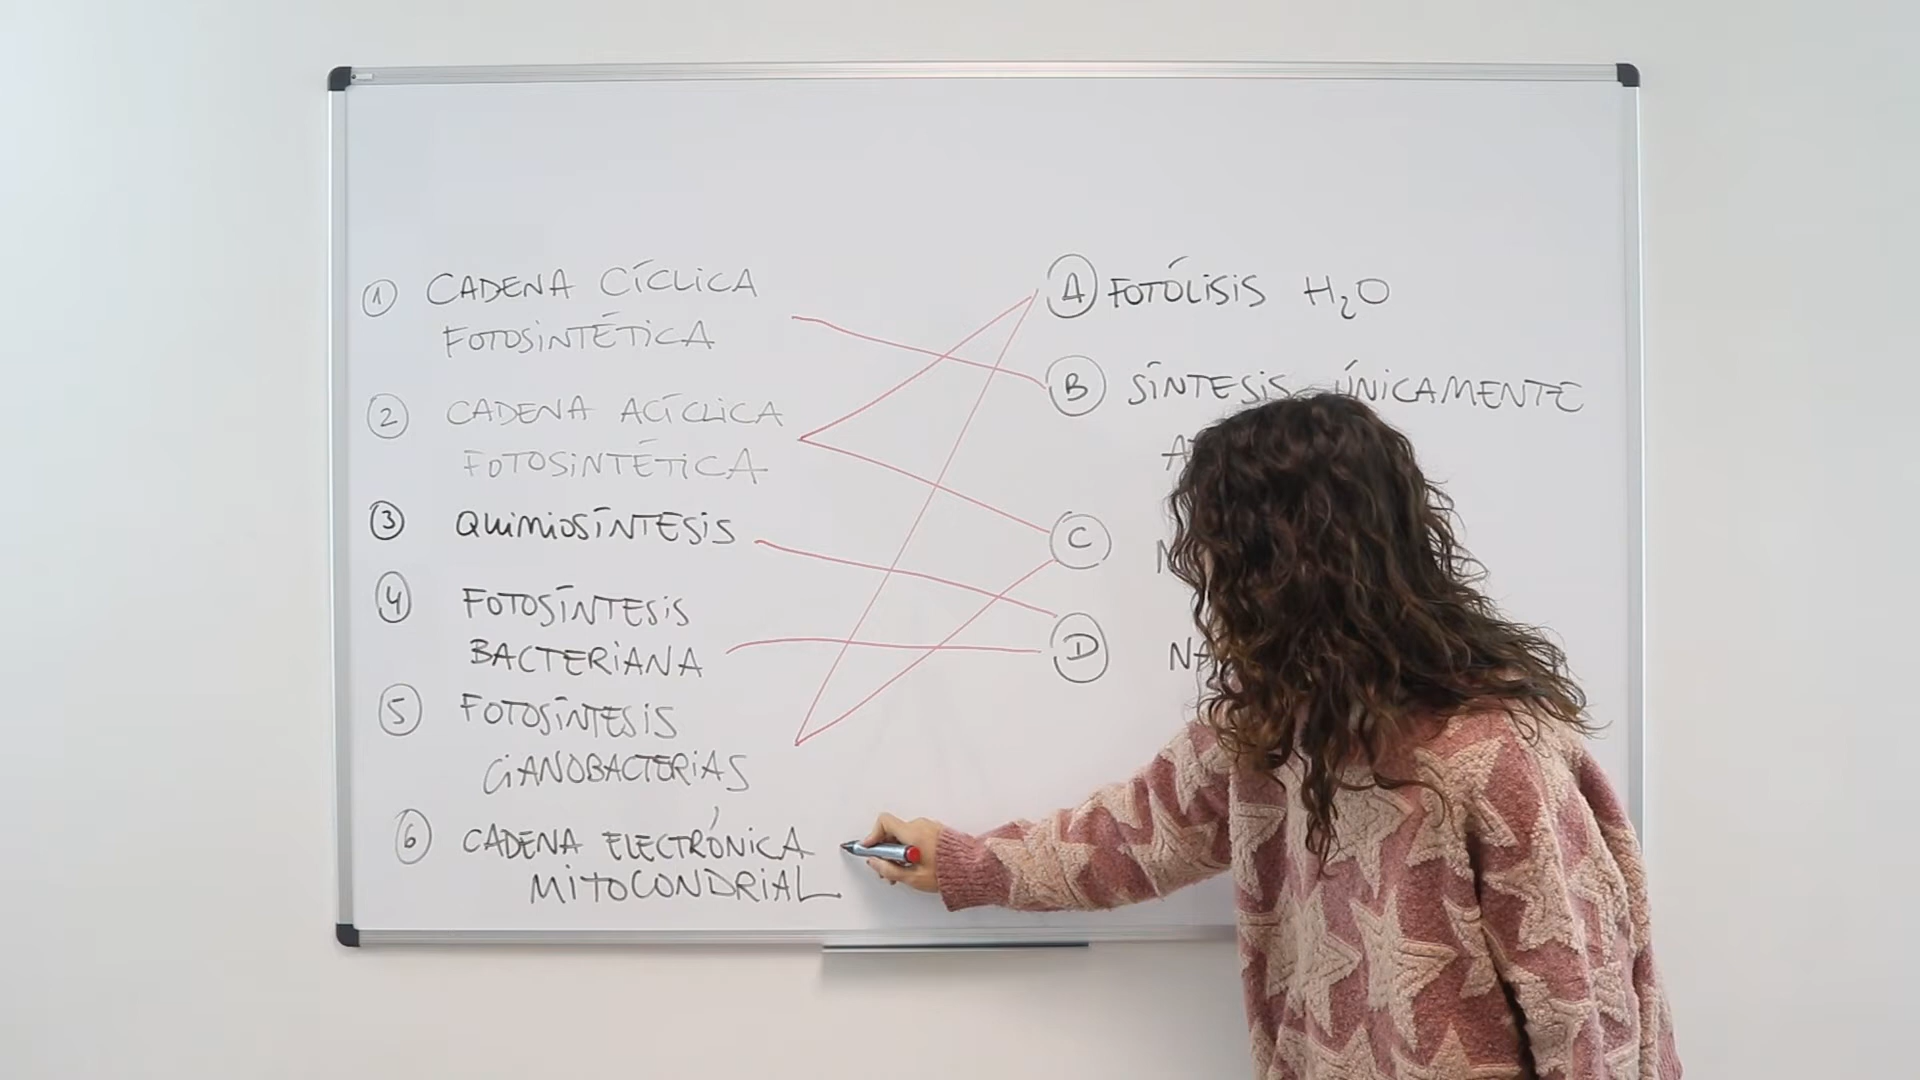 1 CADENA CÍCLICA
FOTOSINTÉTICA
2 CADENA ACÍCLICA
FOTOSINTÉTICA
3 QUIMIOSÍNTESIS
4 FOTOSÍNTESIS
BACTERIANA
5 FOTOSÍNTESIS
CIANOBACTERIAS
6 CADENA ELECTRÓNICA
MITOCONDRIAL
A FOTÓLISIS H₂O
B SÍNTESIS ÚNICAMENTE
C
D